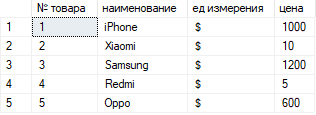 № товара наименование ед измерения цена
1 1 iPhone $ 1000
2 2 Xiaomi $ 10
3 3 Samsung $ 1200
4 4 Redmi $ 5
5 5 Oppo $ 600